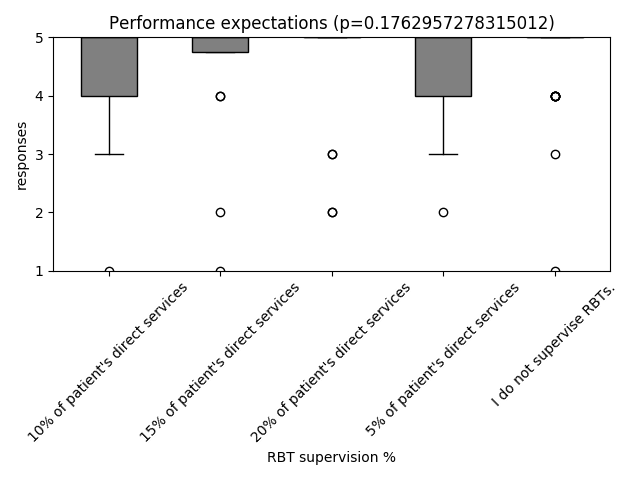 Performance expectations (p=0.1762957278315012)
5
4
3
2
1
responses
10% of patient's direct services
15% of patient's direct services
20% of patient's direct services
5% of patient's direct services
I do not supervise RBTs.
RBT supervision %